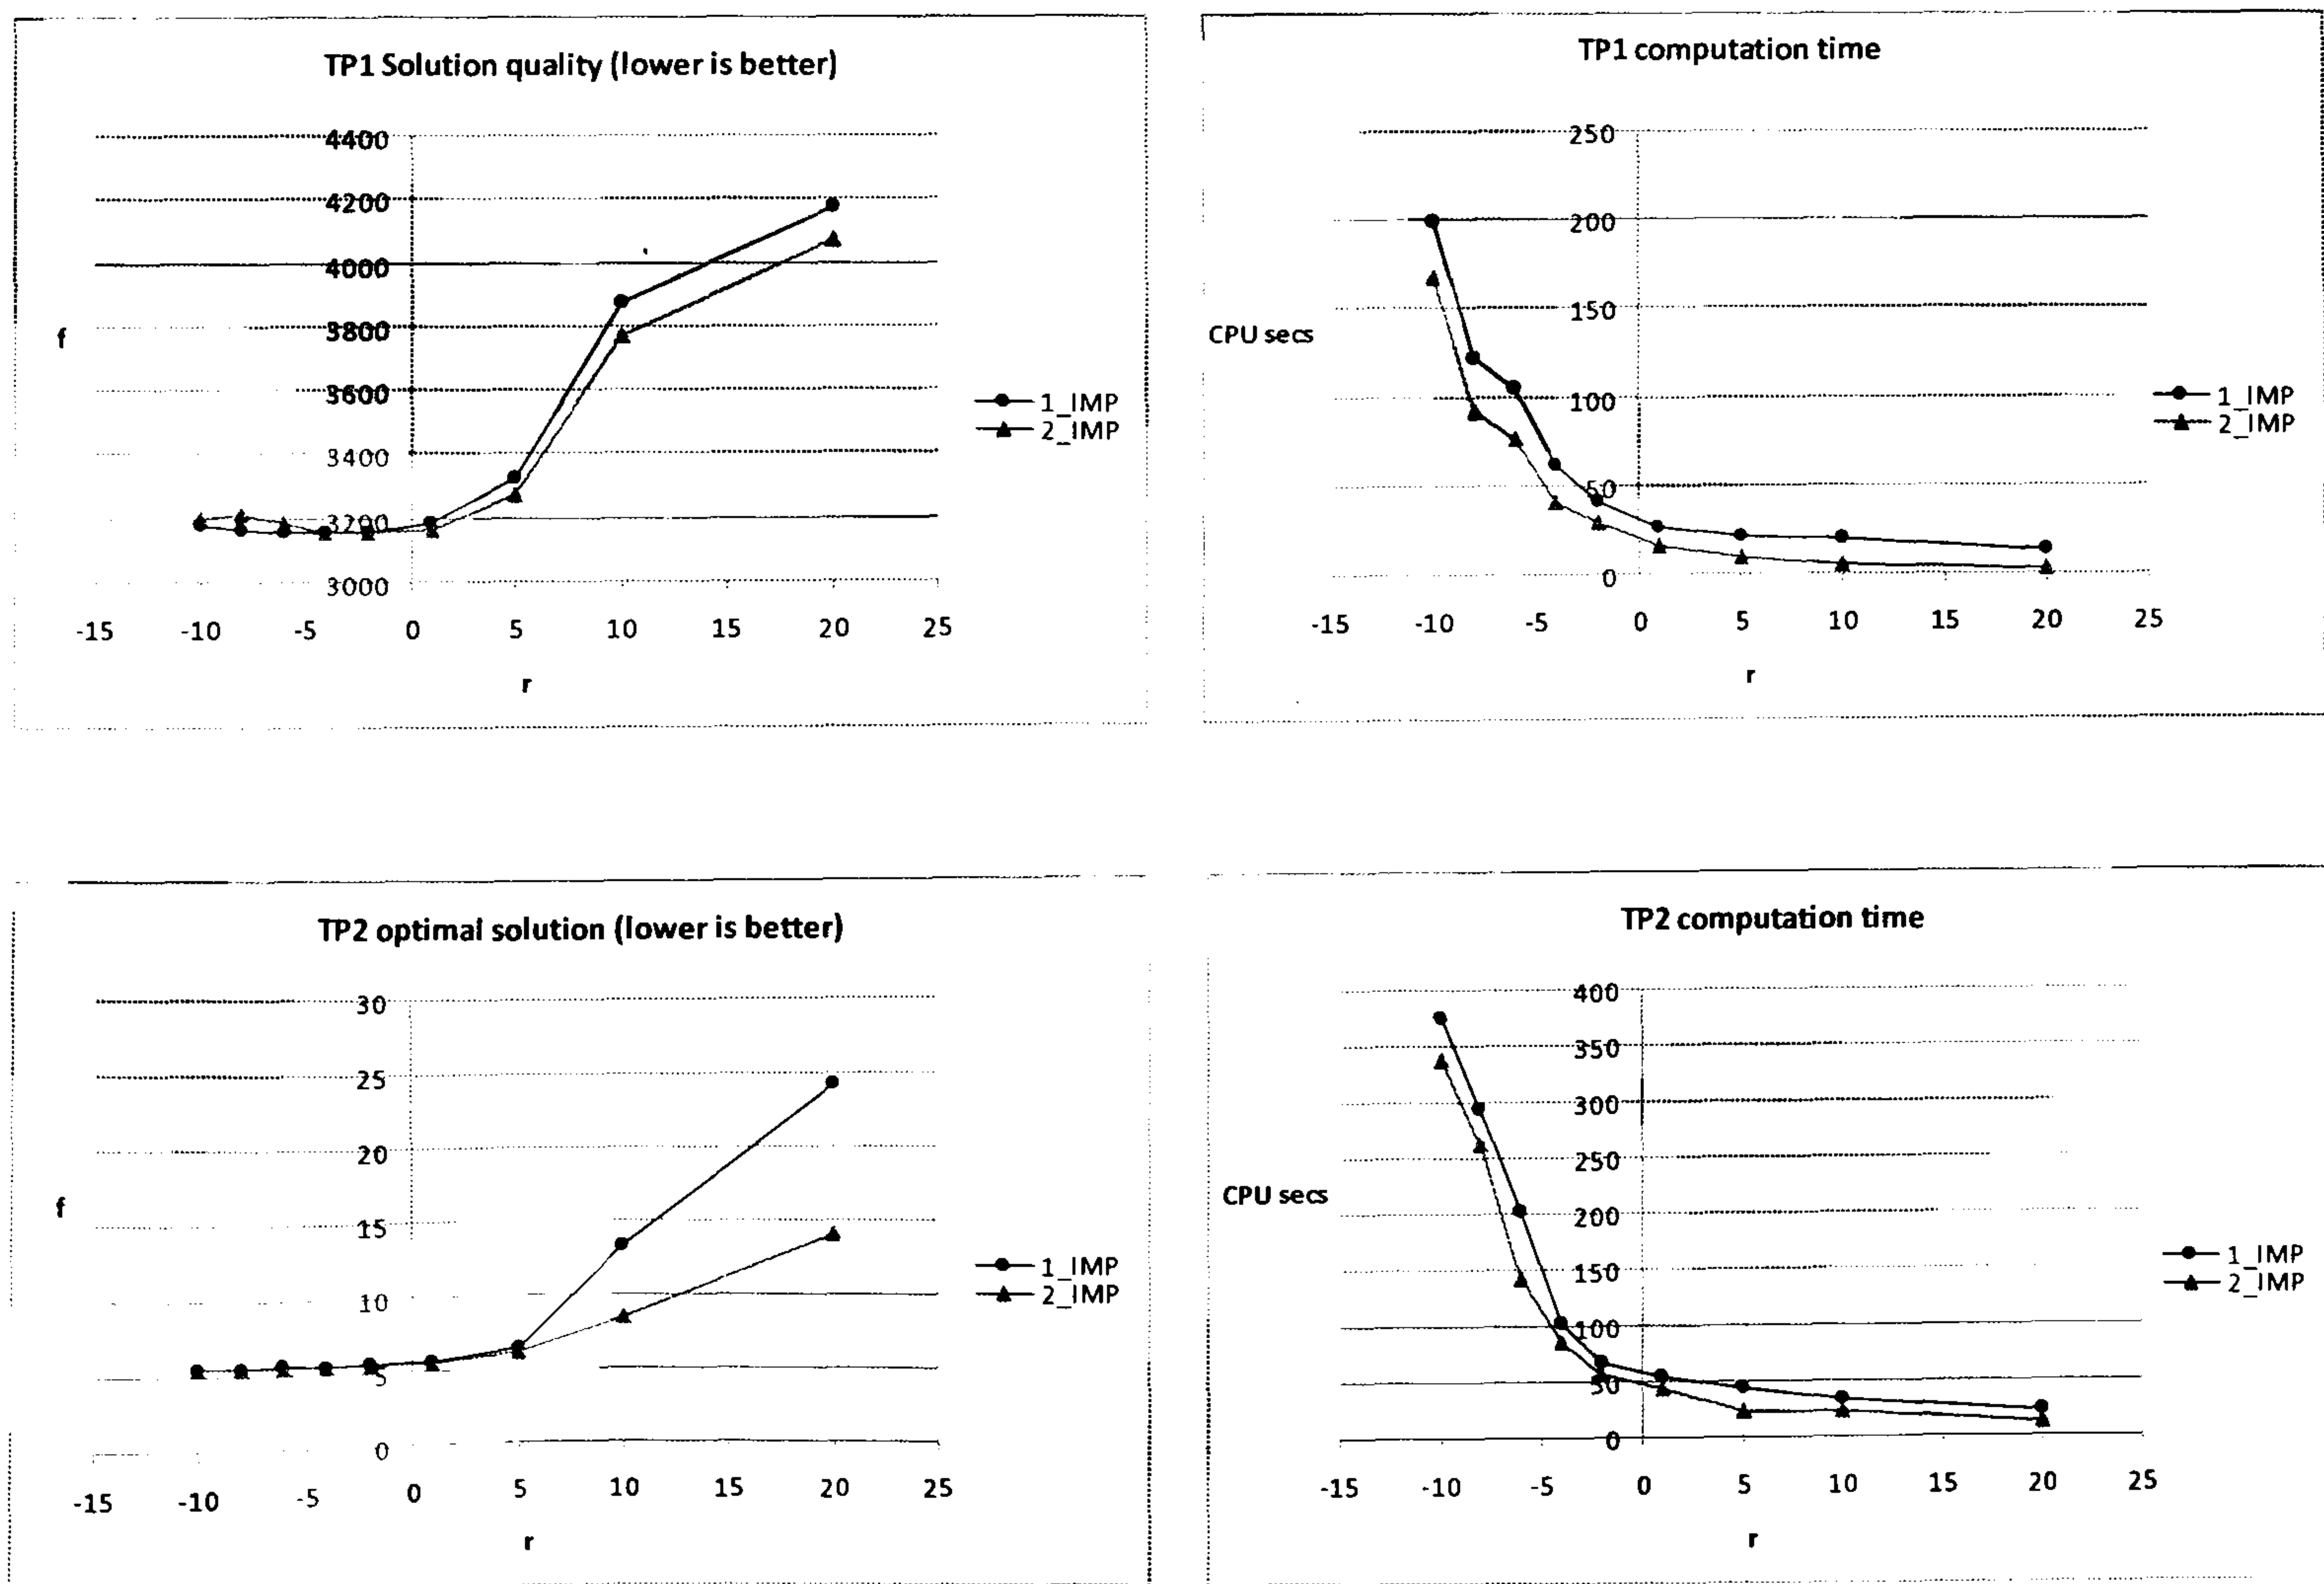 TP1 Solution quality (lower is better)
4400
4200
4000
3800
3600
3400
3200
3000
f
-15 -10 -5 0 5 10 15 20 25
r
1_IMP
2_IMP
TP1 computation time
250
200
150
100
50
0
CPU secs
-15 -10 -5 0 5 10 15 20 25
r
1_IMP
2_IMP
TP2 optimal solution (lower is better)
30
25
20
15
10
5
0
f
-15 -10 -5 0 5 10 15 20 25
r
1_IMP
2_IMP
TP2 computation time
400
350
300
250
200
150
100
50
0
CPU secs
-15 -10 -5 0 5 10 15 20 25
r
1_IMP
2_IMP